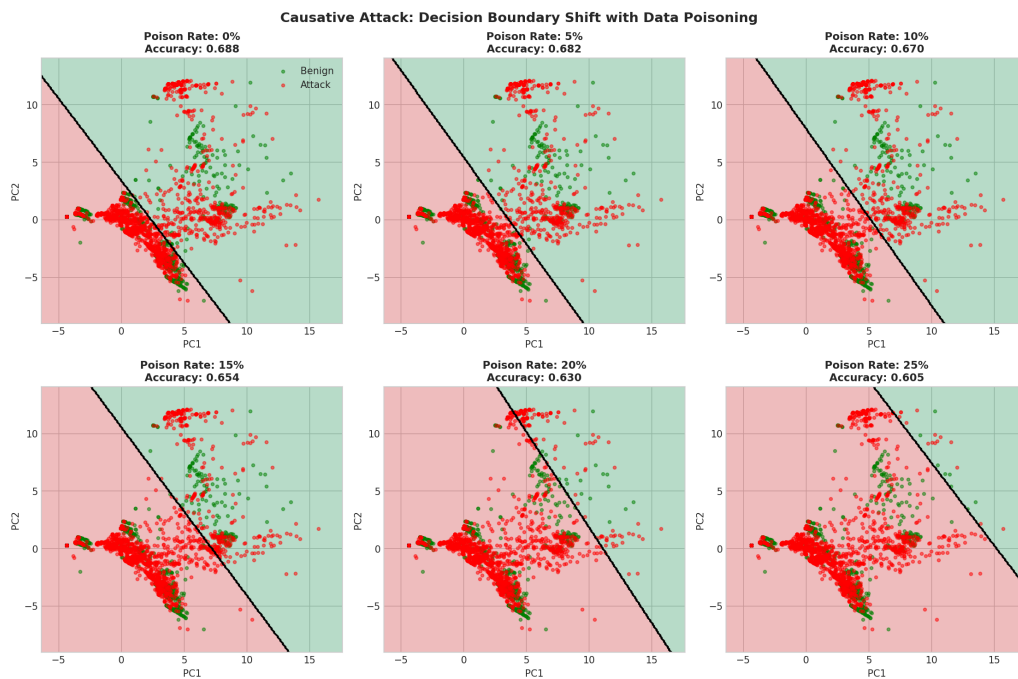 Causative Attack: Decision Boundary Shift with Data Poisoning
Poison Rate: 0%
Accuracy: 0.688
Benign
Attack
10
5
0
−5
PC2
−5
0
5
10
15
PC1
Poison Rate: 5%
Accuracy: 0.682
10
5
0
−5
PC2
−5
0
5
10
15
PC1
Poison Rate: 10%
Accuracy: 0.670
10
5
0
−5
PC2
−5
0
5
10
15
PC1
Poison Rate: 15%
Accuracy: 0.654
10
5
0
−5
PC2
−5
0
5
10
15
PC1
Poison Rate: 20%
Accuracy: 0.630
10
5
0
−5
PC2
−5
0
5
10
15
PC1
Poison Rate: 25%
Accuracy: 0.605
10
5
0
−5
PC2
−5
0
5
10
15
PC1